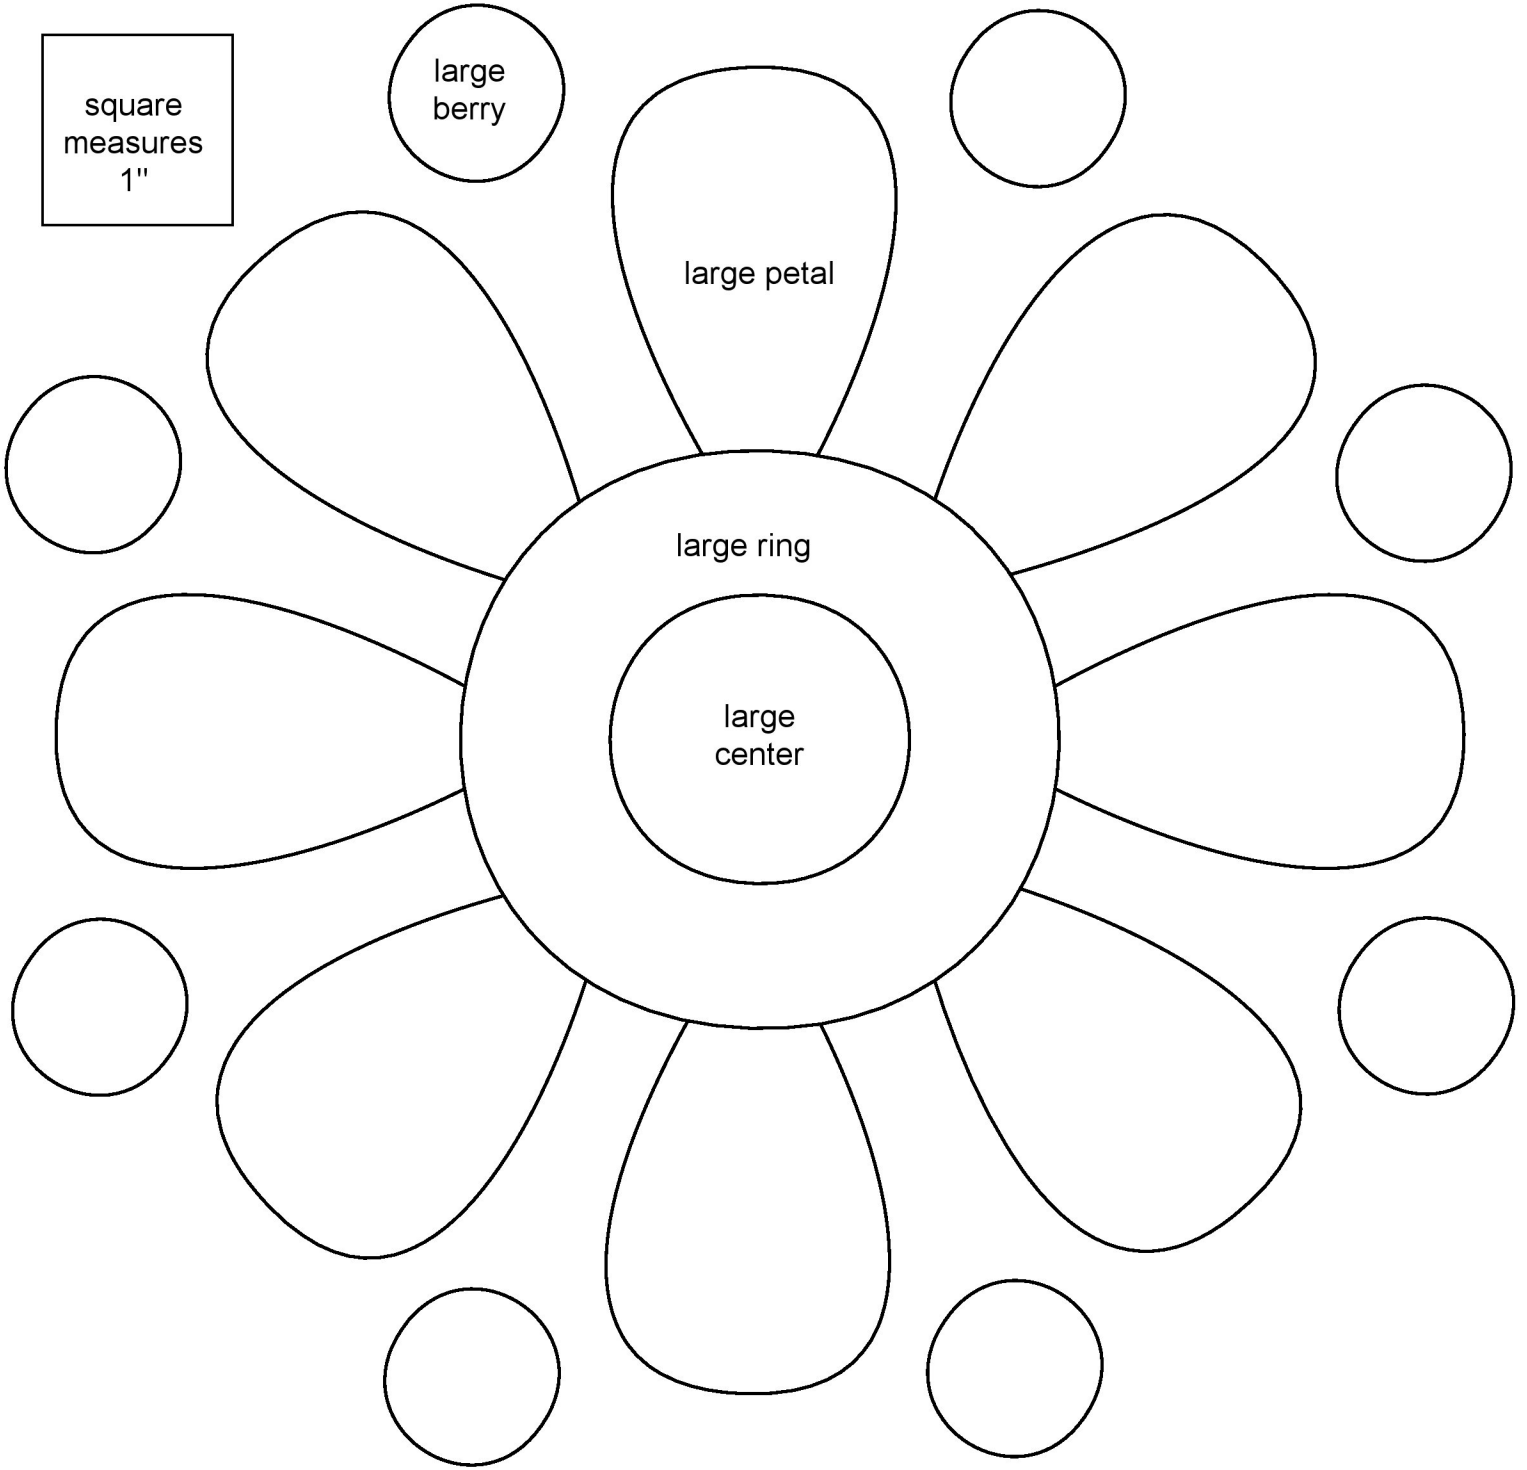 square
measures
1"
large
berry
large petal
large ring
large
center